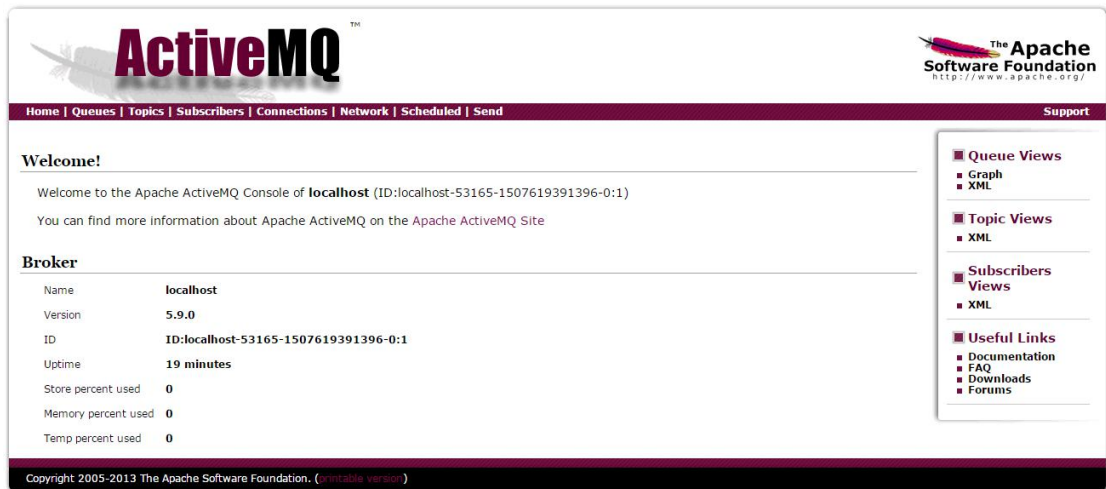 ActiveMQ ™
The Apache
Software Foundation
http://www.apache.org/
Home | Queues | Topics | Subscribers | Connections | Network | Scheduled | Send
Support
Welcome!
Welcome to the Apache ActiveMQ Console of localhost (ID:localhost-53165-1507619391396-0:1)
You can find more information about Apache ActiveMQ on the Apache ActiveMQ Site
Broker
Name localhost
Version 5.9.0
ID ID:localhost-53165-1507619391396-0:1
Uptime 19 minutes
Store percent used 0
Memory percent used 0
Temp percent used 0
Queue Views
Graph
XML
Topic Views
XML
Subscribers
Views
XML
Useful Links
Documentation
FAQ
Downloads
Forums
Copyright 2005-2013 The Apache Software Foundation. (printable version)